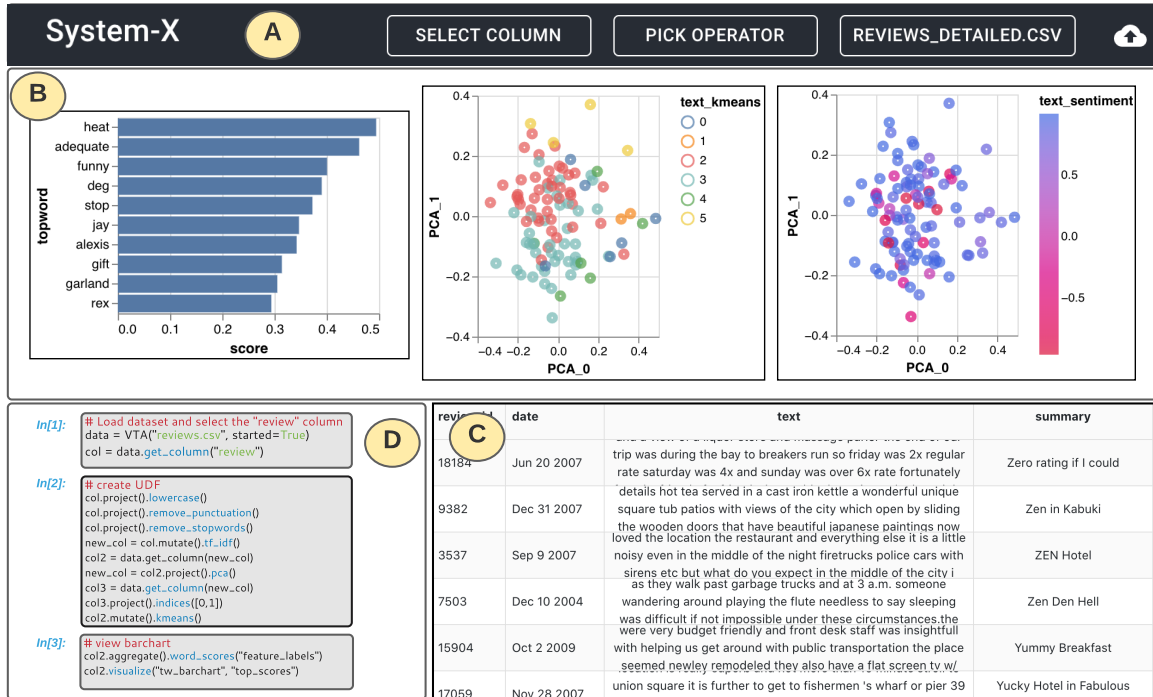 System-X
A
SELECT COLUMN
PICK OPERATOR
REVIEWS_DETAILED.CSV
B
heat
adequate
funny
deg
stop
jay
alexis
gift
garland
rex
topword
0.0 0.1 0.2 0.3 0.4 0.5
score
0.4
0.2
0.0
−0.2
−0.4
PCA_1
−0.4 −0.2 0.0 0.2 0.4
PCA_0
text_kmeans
0
1
2
3
4
5
0.4
0.2
0.0
−0.2
−0.4
PCA_1
−0.4 −0.2 0.0 0.2 0.4
PCA_0
text_sentiment
0.5
0.0
−0.5
D
In[1]:
# Load dataset and select the "review" column
data = VTA("reviews.csv", started=True)
col = data.get_column("review")
In[2]:
# create UDF
col.project().lowercase()
col.project().remove_punctuation()
col.project().remove_stopwords()
new_col = col.mutate().tf_idf()
col2 = data.get_column(new_col)
new_col = col2.project().pca()
col3 = data.get_column(new_col)
col3.project().indices([0,1])
col2.mutate().kmeans()
In[3]:
# view barchart
col2.aggregate().word_scores("feature_labels")
col2.visualize("tw_barchart", "top_scores")
C
date
text
summary
18184
Jun 20 2007
trip was during the bay to breakers run so friday was 2x regular
rate saturday was 4x and sunday was over 6x rate fortunately
Zero rating if I could
9382
Dec 31 2007
details hot tea served in a cast iron kettle a wonderful unique
square tub patios with views of the city which open by sliding
the wooden doors that have beautiful japanese paintings now
Zen in Kabuki
3537
Sep 9 2007
loved the location the restaurant and everything else it is a little
noisy even in the middle of the night firetrucks police cars with
sirens etc but what do you expect in the middle of the city i
ZEN Hotel
7503
Dec 10 2004
as they walk past garbage trucks and at 3 a.m. someone
wandering around playing the flute needless to say sleeping
was difficult if not impossible under these circumstances.the
Zen Den Hell
15904
Oct 2 2009
were very budget friendly and front desk staff was insightfull
with helping us get around with public transportation the place
seemed newley remodeled they also have a flat screen tv w/
Yummy Breakfast
17059
Nov 28 2007
union square it is further to get to fishermen 's wharf or pier 39
Yucky Hotel in Fabulous